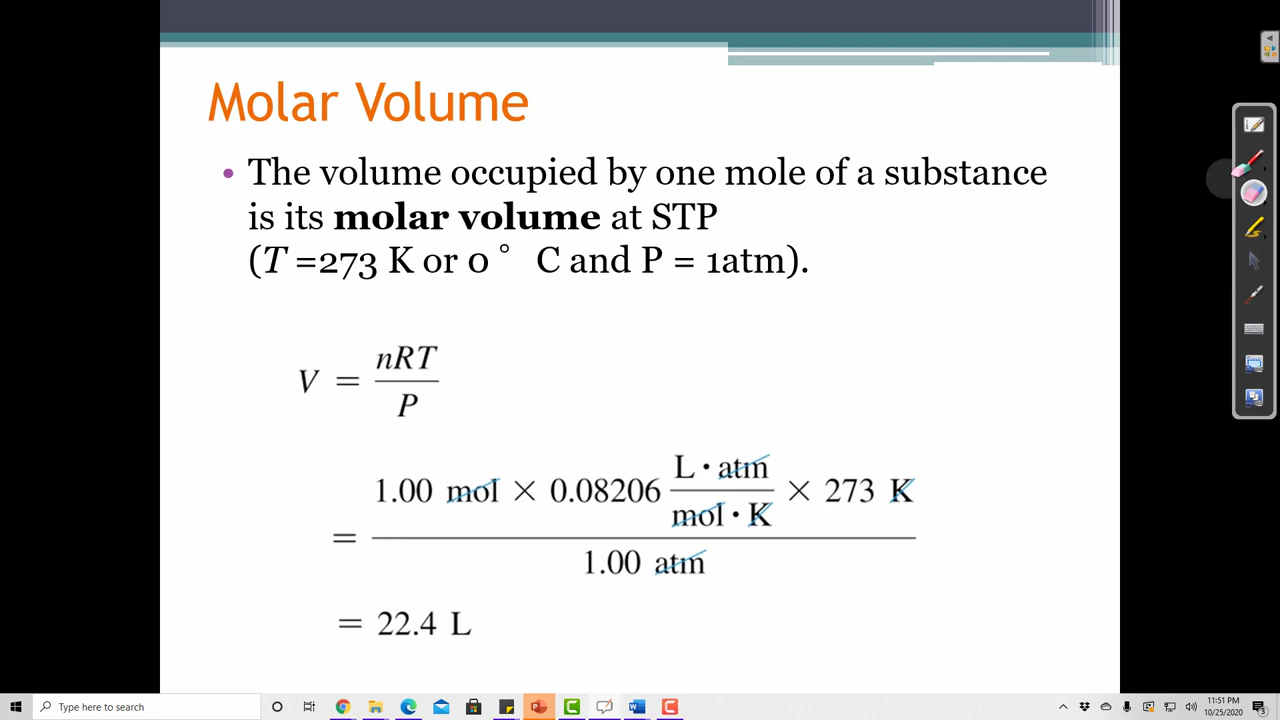 Molar Volume
• The volume occupied by one mole of a substance
is its molar volume at STP
(T =273 K or 0 ° C and P = 1atm).
V = nRT / P
= 1.00 mol × 0.08206 L · atm / mol · K × 273 K / 1.00 atm
= 22.4 L
Type here to search
11:51 PM
10/25/2020
3